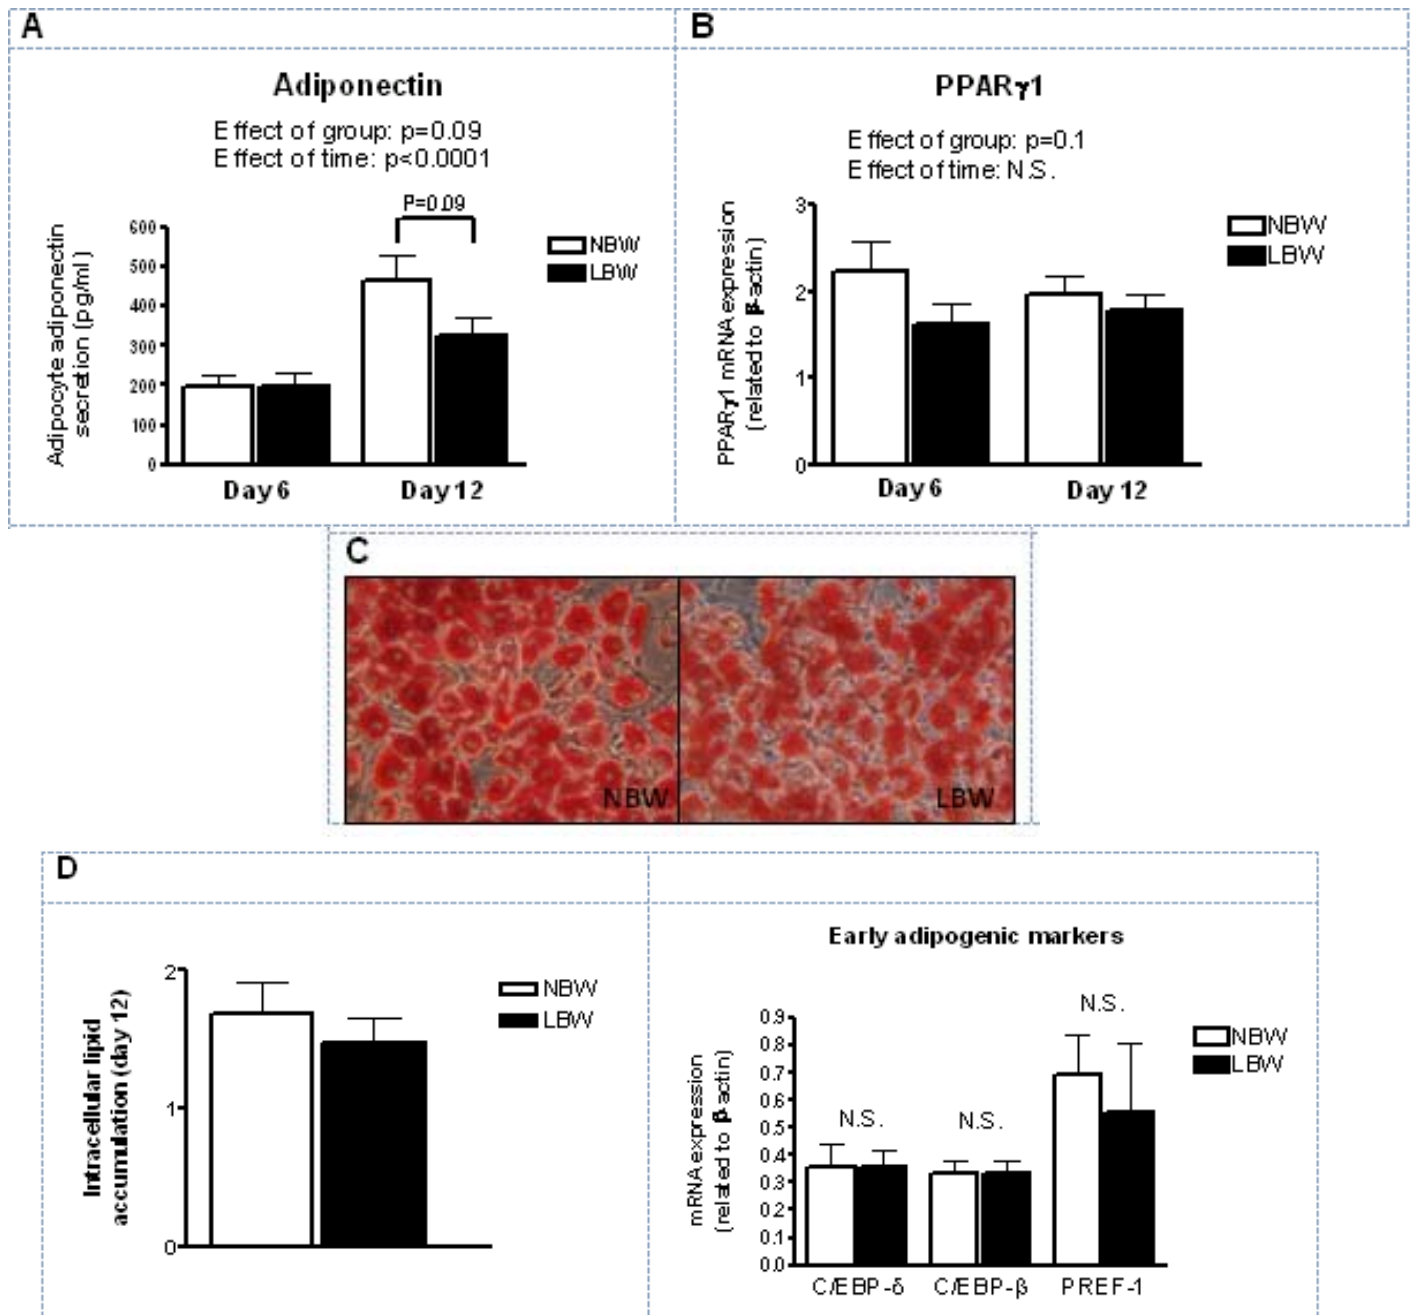 A
Adiponectin
Effect of group: p=0.09
Effect of time: p<0.0001
P=0.09
Adipocyte adiponectin
secretion (pg/ml)
600
500
400
300
200
100
0
Day 6
Day 12
NBW
LBW
B
PPARγ1
Effect of group: p=0.1
Effect of time: N.S.
PPARγ1 mRNA expression
(related to β-actin)
3
2
1
0
Day 6
Day 12
NBW
LBW
C
NBW
LBW
D
Intracellular lipid
accumulation (day 12)
2
1
0
NBW
LBW
Early adipogenic markers
mRNA expression
(related to β-actin)
0.9
0.8
0.7
0.6
0.5
0.4
0.3
0.2
0.1
0.0
N.S.
N.S.
N.S.
C/EBP-δ
C/EBP-β
PREF-1
NBW
LBW